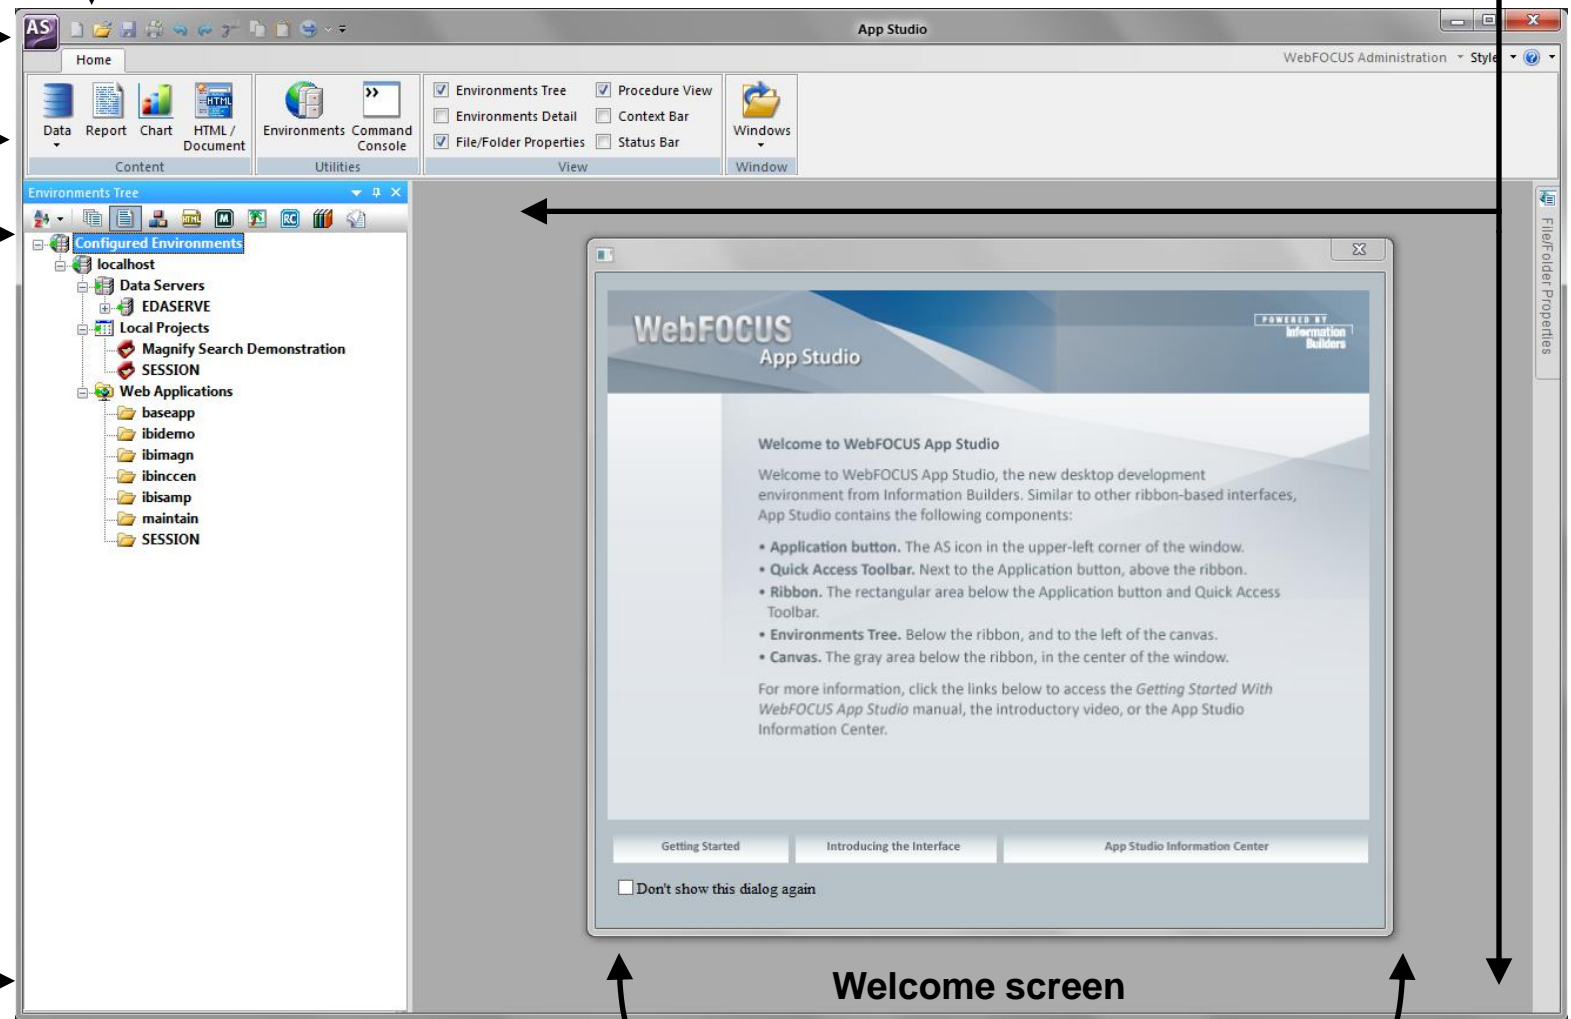 AS
App Studio
Home
WebFOCUS Administration Style
Data
Report
Chart
HTML /
Document
Content
Environments
Command
Console
Utilities
Environments Tree
Procedure View
Environments Detail
Context Bar
File/Folder Properties
Status Bar
View
Windows
Window
Environments Tree
Configured Environments
localhost
Data Servers
EDASERVE
Local Projects
Magnify Search Demonstration
SESSION
Web Applications
baseapp
ibidemo
ibimagn
ibinccen
ibisamp
maintain
SESSION
File/Folder Properties
WebFOCUS
App Studio
POWERED BY
Information
Builders
Welcome to WebFOCUS App Studio
Welcome to WebFOCUS App Studio, the new desktop development
environment from Information Builders. Similar to other ribbon-based interfaces,
App Studio contains the following components:
• Application button. The AS icon in the upper-left corner of the window.
• Quick Access Toolbar. Next to the Application button, above the ribbon.
• Ribbon. The rectangular area below the Application button and Quick Access
Toolbar.
• Environments Tree. Below the ribbon, and to the left of the canvas.
• Canvas. The gray area below the ribbon, in the center of the window.
For more information, click the links below to access the Getting Started With
WebFOCUS App Studio manual, the introductory video, or the App Studio
Information Center.
Getting Started
Introducing the Interface
App Studio Information Center
Don't show this dialog again
Welcome screen